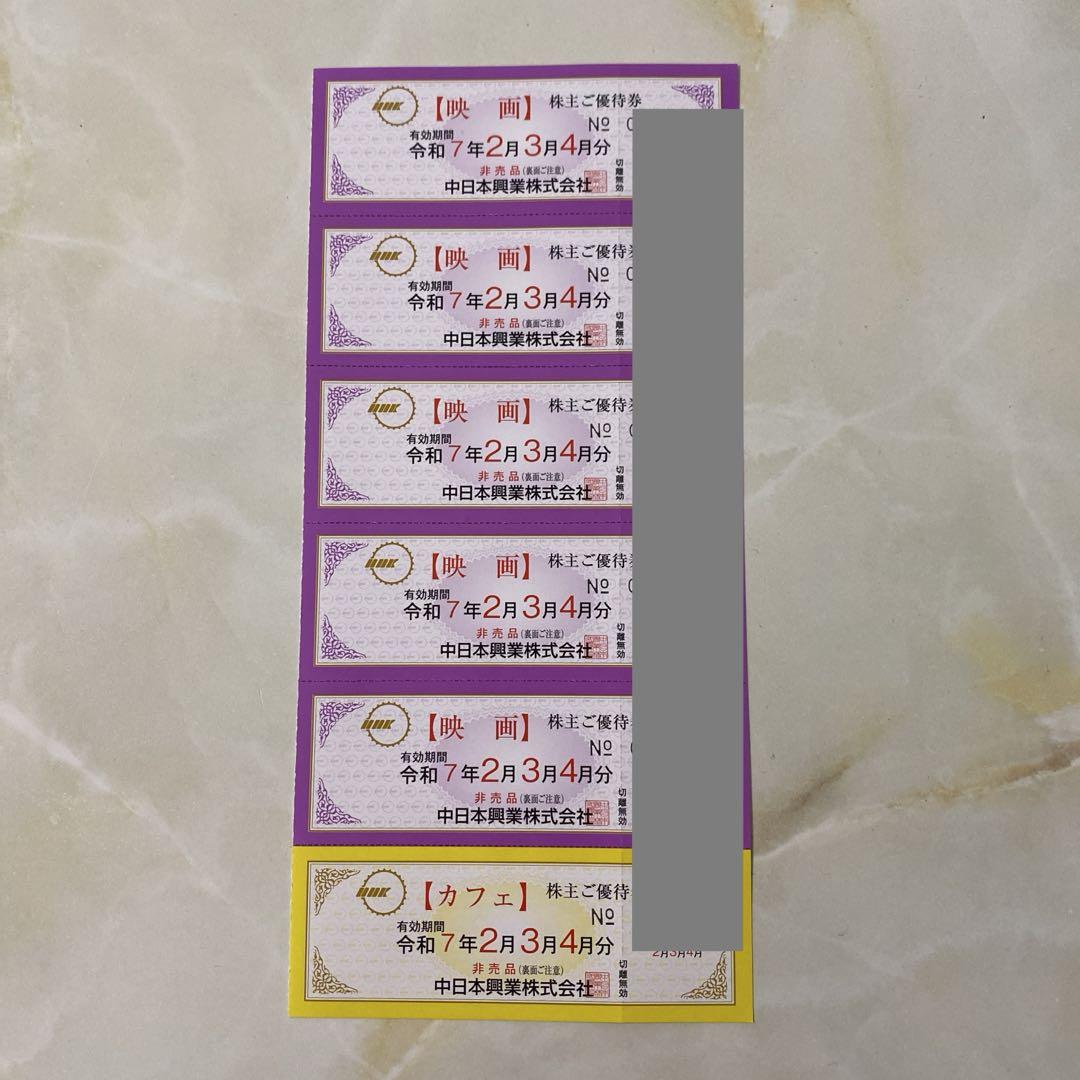 【映 画】 株主ご優待券
№
有効期間
令和7年2月3月4月分
非売品(裏面ご注意)
中日本興業株式会社
切離無効
【映 画】 株主ご優待
№
有効期間
令和7年2月3月4月分
非売品(裏面ご注意)
中日本興業株式会社
切離無効
【映 画】 株主ご優待
№
有効期間
令和7年2月3月4月分
非売品(裏面ご注意)
中日本興業株式会社
切離無効
【映 画】 株主ご優待
№
有効期間
令和7年2月3月4月分
非売品(裏面ご注意)
中日本興業株式会社
切離無効
【映 画】 株主ご優待
№
有効期間
令和7年2月3月4月分
非売品(裏面ご注意)
中日本興業株式会社
切離無効
【カフェ】 株主ご優待
№
有効期間
令和7年2月3月4月分
2月3月4月
非売品(裏面ご注意)
中日本興業株式会社
切離無効